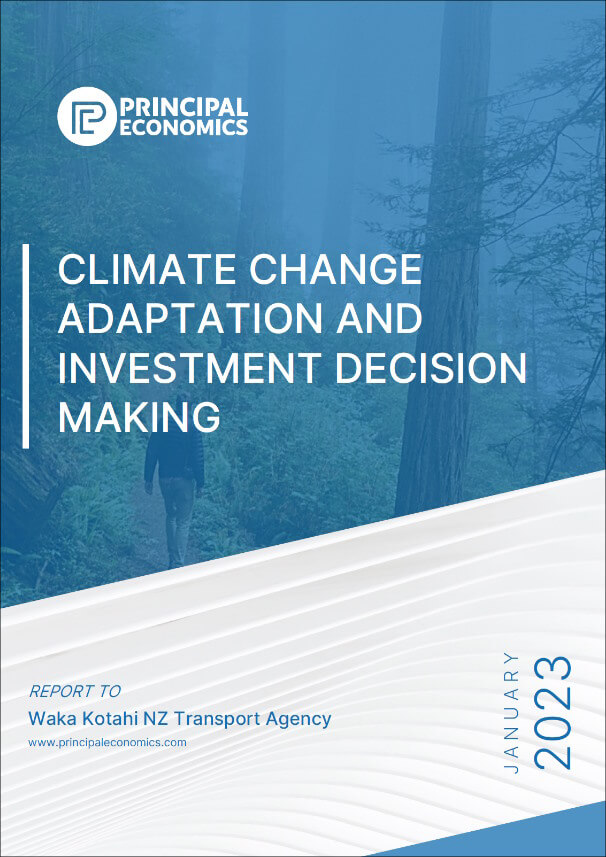 PRINCIPAL
ECONOMICS
CLIMATE CHANGE
ADAPTATION AND
INVESTMENT DECISION
MAKING
REPORT TO
Waka Kotahi NZ Transport Agency
www.principaleconomics.com
JANUARY
2023